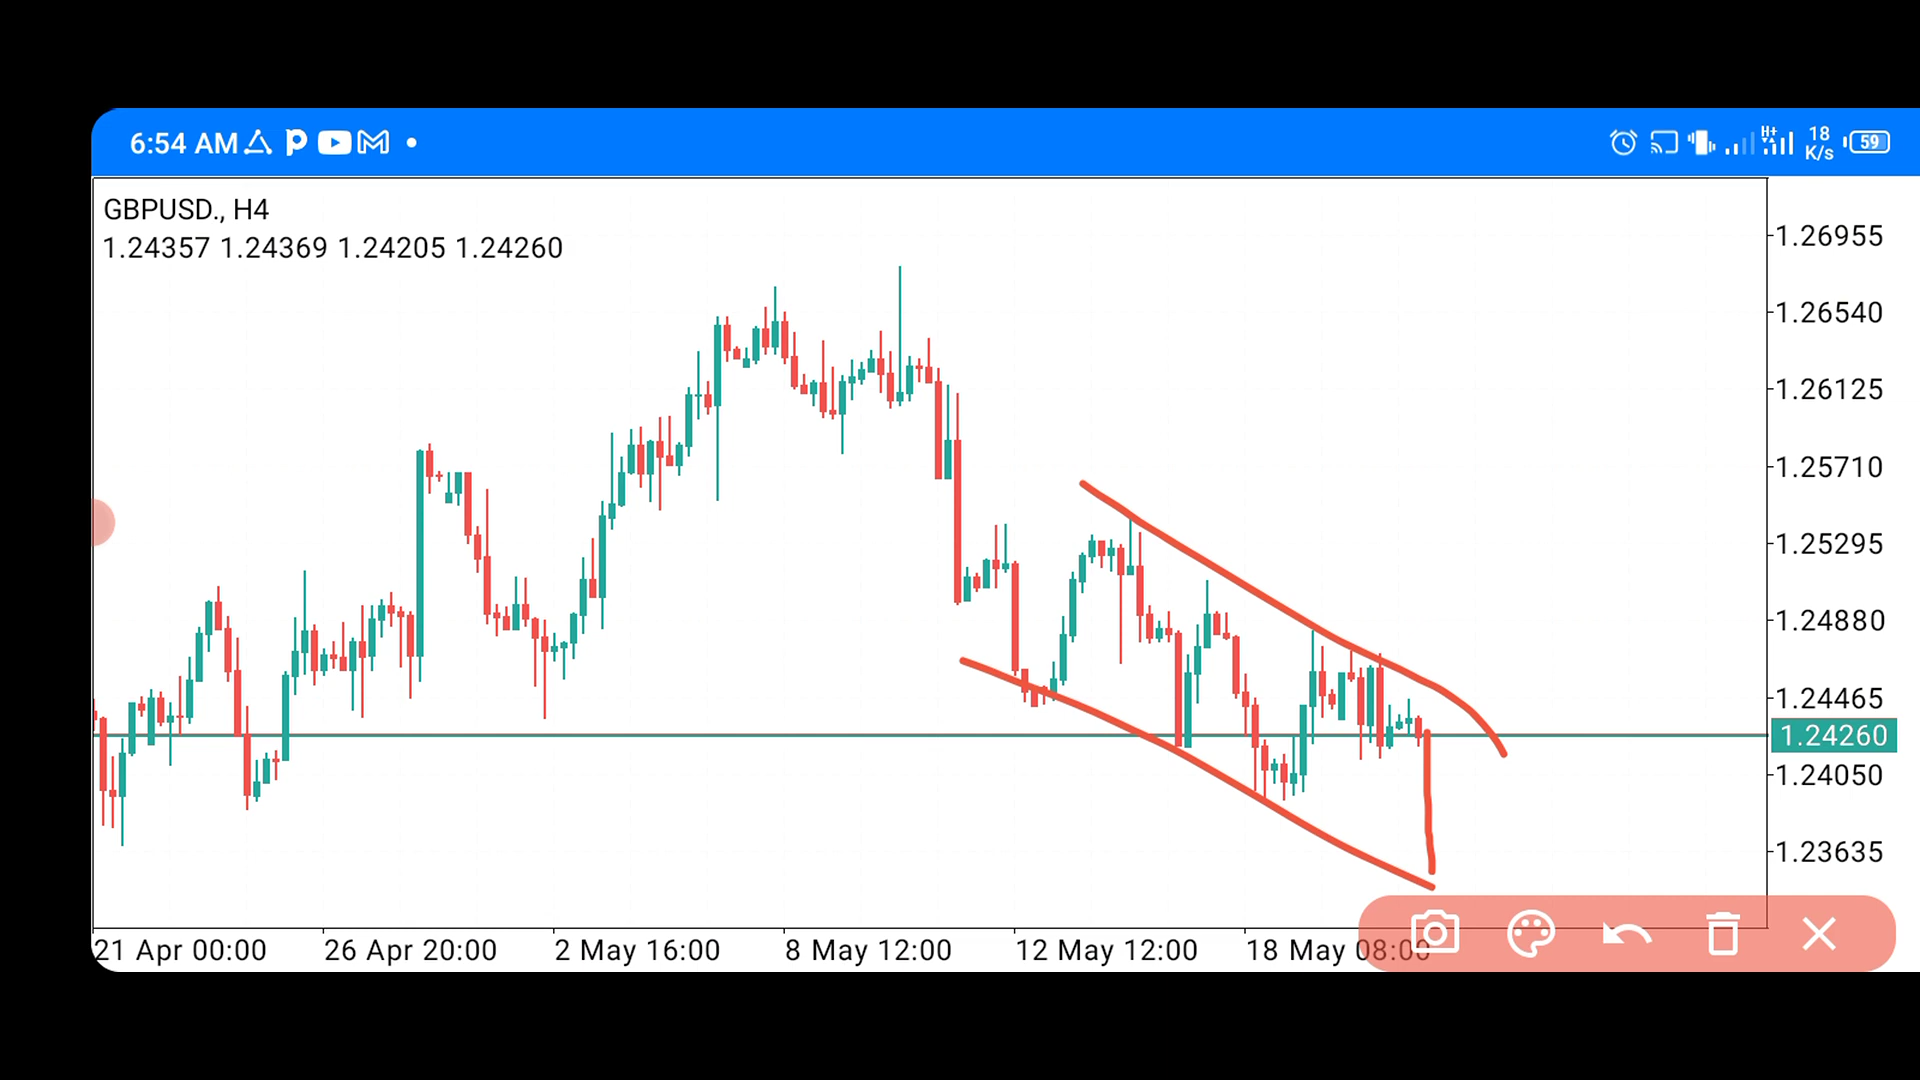 6:54 AM
H+
18
K/s
59
GBPUSD., H4
1.24357 1.24369 1.24205 1.24260
1.26955
1.26540
1.26125
1.25710
1.25295
1.24880
1.24465
1.24260
1.24050
1.23635
21 Apr 00:00 26 Apr 20:00 2 May 16:00 8 May 12:00 12 May 12:00 18 May 08:00